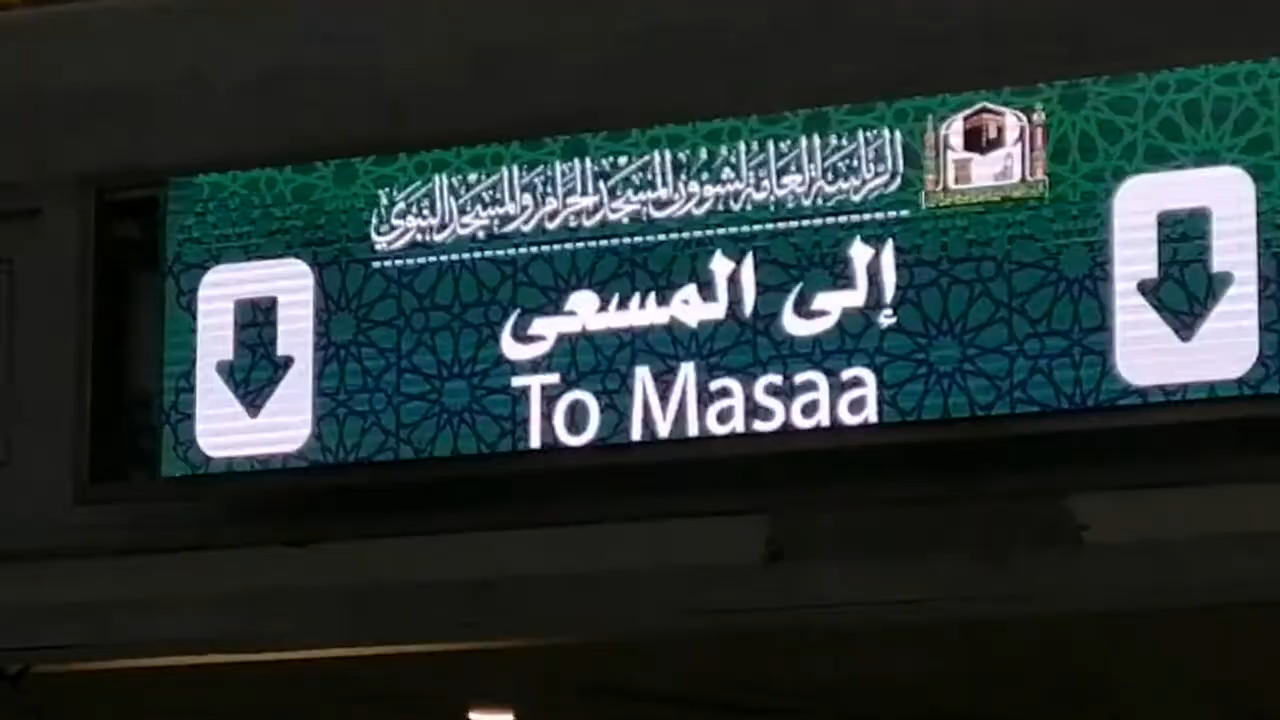 الرئاسة العامة لشؤون المسجد الحرام والمسجد النبوي
إلى المسعى
To Masaa